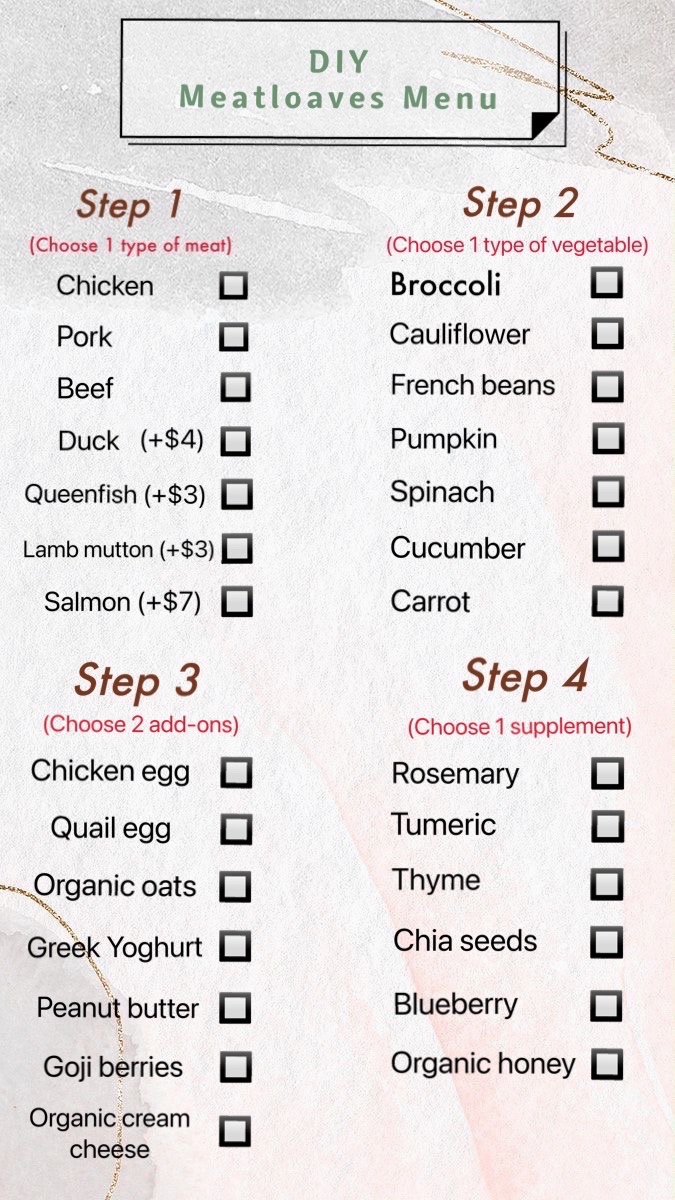 DIY
Meatloaves Menu
Step 1
(Choose 1 type of meat)
Chicken
Pork
Beef
Duck (+$4)
Queenfish (+$3)
Lamb mutton (+$3)
Salmon (+$7)
Step 2
(Choose 1 type of vegetable)
Broccoli
Cauliflower
French beans
Pumpkin
Spinach
Cucumber
Carrot
Step 3
(Choose 2 add-ons)
Chicken egg
Quail egg
Organic oats
Greek Yoghurt
Peanut butter
Goji berries
Organic cream
cheese
Step 4
(Choose 1 supplement)
Rosemary
Tumeric
Thyme
Chia seeds
Blueberry
Organic honey